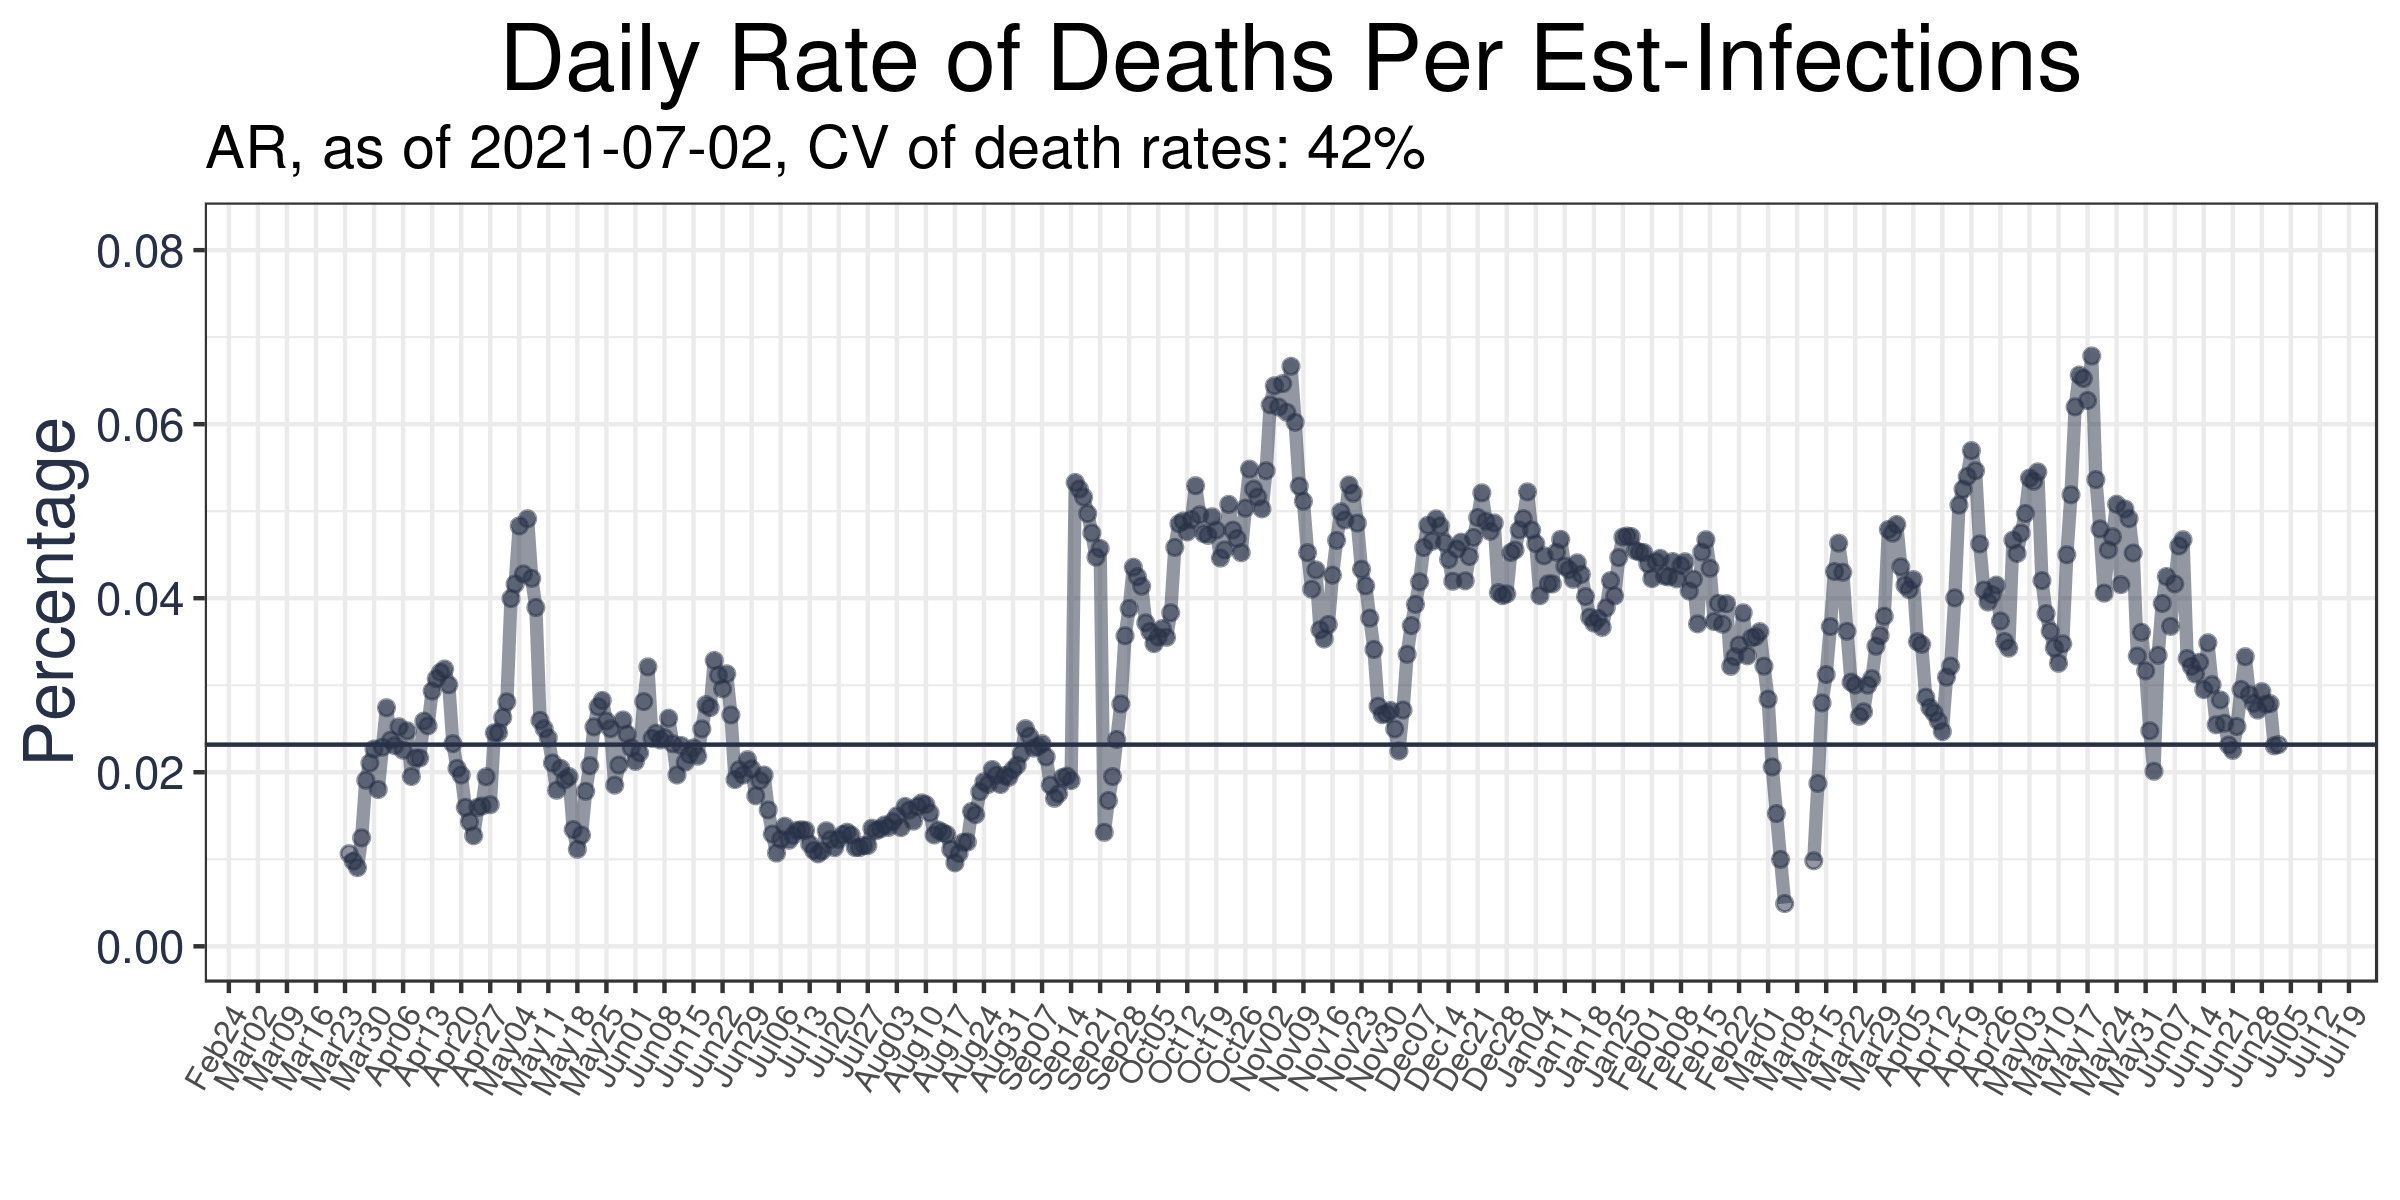 Daily Rate of Deaths Per Est-Infections
AR, as of 2021-07-02, CV of death rates: 42%
Percentage
0.08
0.06
0.04
0.02
0.00
Feb24
Mar02
Mar09
Mar16
Mar23
Mar30
Apr06
Apr13
Apr20
Apr27
May04
May11
May18
May25
Jun01
Jun08
Jun15
Jun22
Jun29
Jul06
Jul13
Jul20
Jul27
Aug03
Aug10
Aug17
Aug24
Aug31
Sep07
Sep14
Sep21
Sep28
Oct05
Oct12
Oct19
Oct26
Nov02
Nov09
Nov16
Nov23
Nov30
Dec07
Dec14
Dec21
Dec28
Jan04
Jan11
Jan18
Jan25
Feb01
Feb08
Feb15
Feb22
Mar01
Mar08
Mar15
Mar22
Mar29
Apr05
Apr12
Apr19
Apr26
May03
May10
May17
May24
May31
Jun07
Jun14
Jun21
Jun28
Jul05
Jul12
Jul19